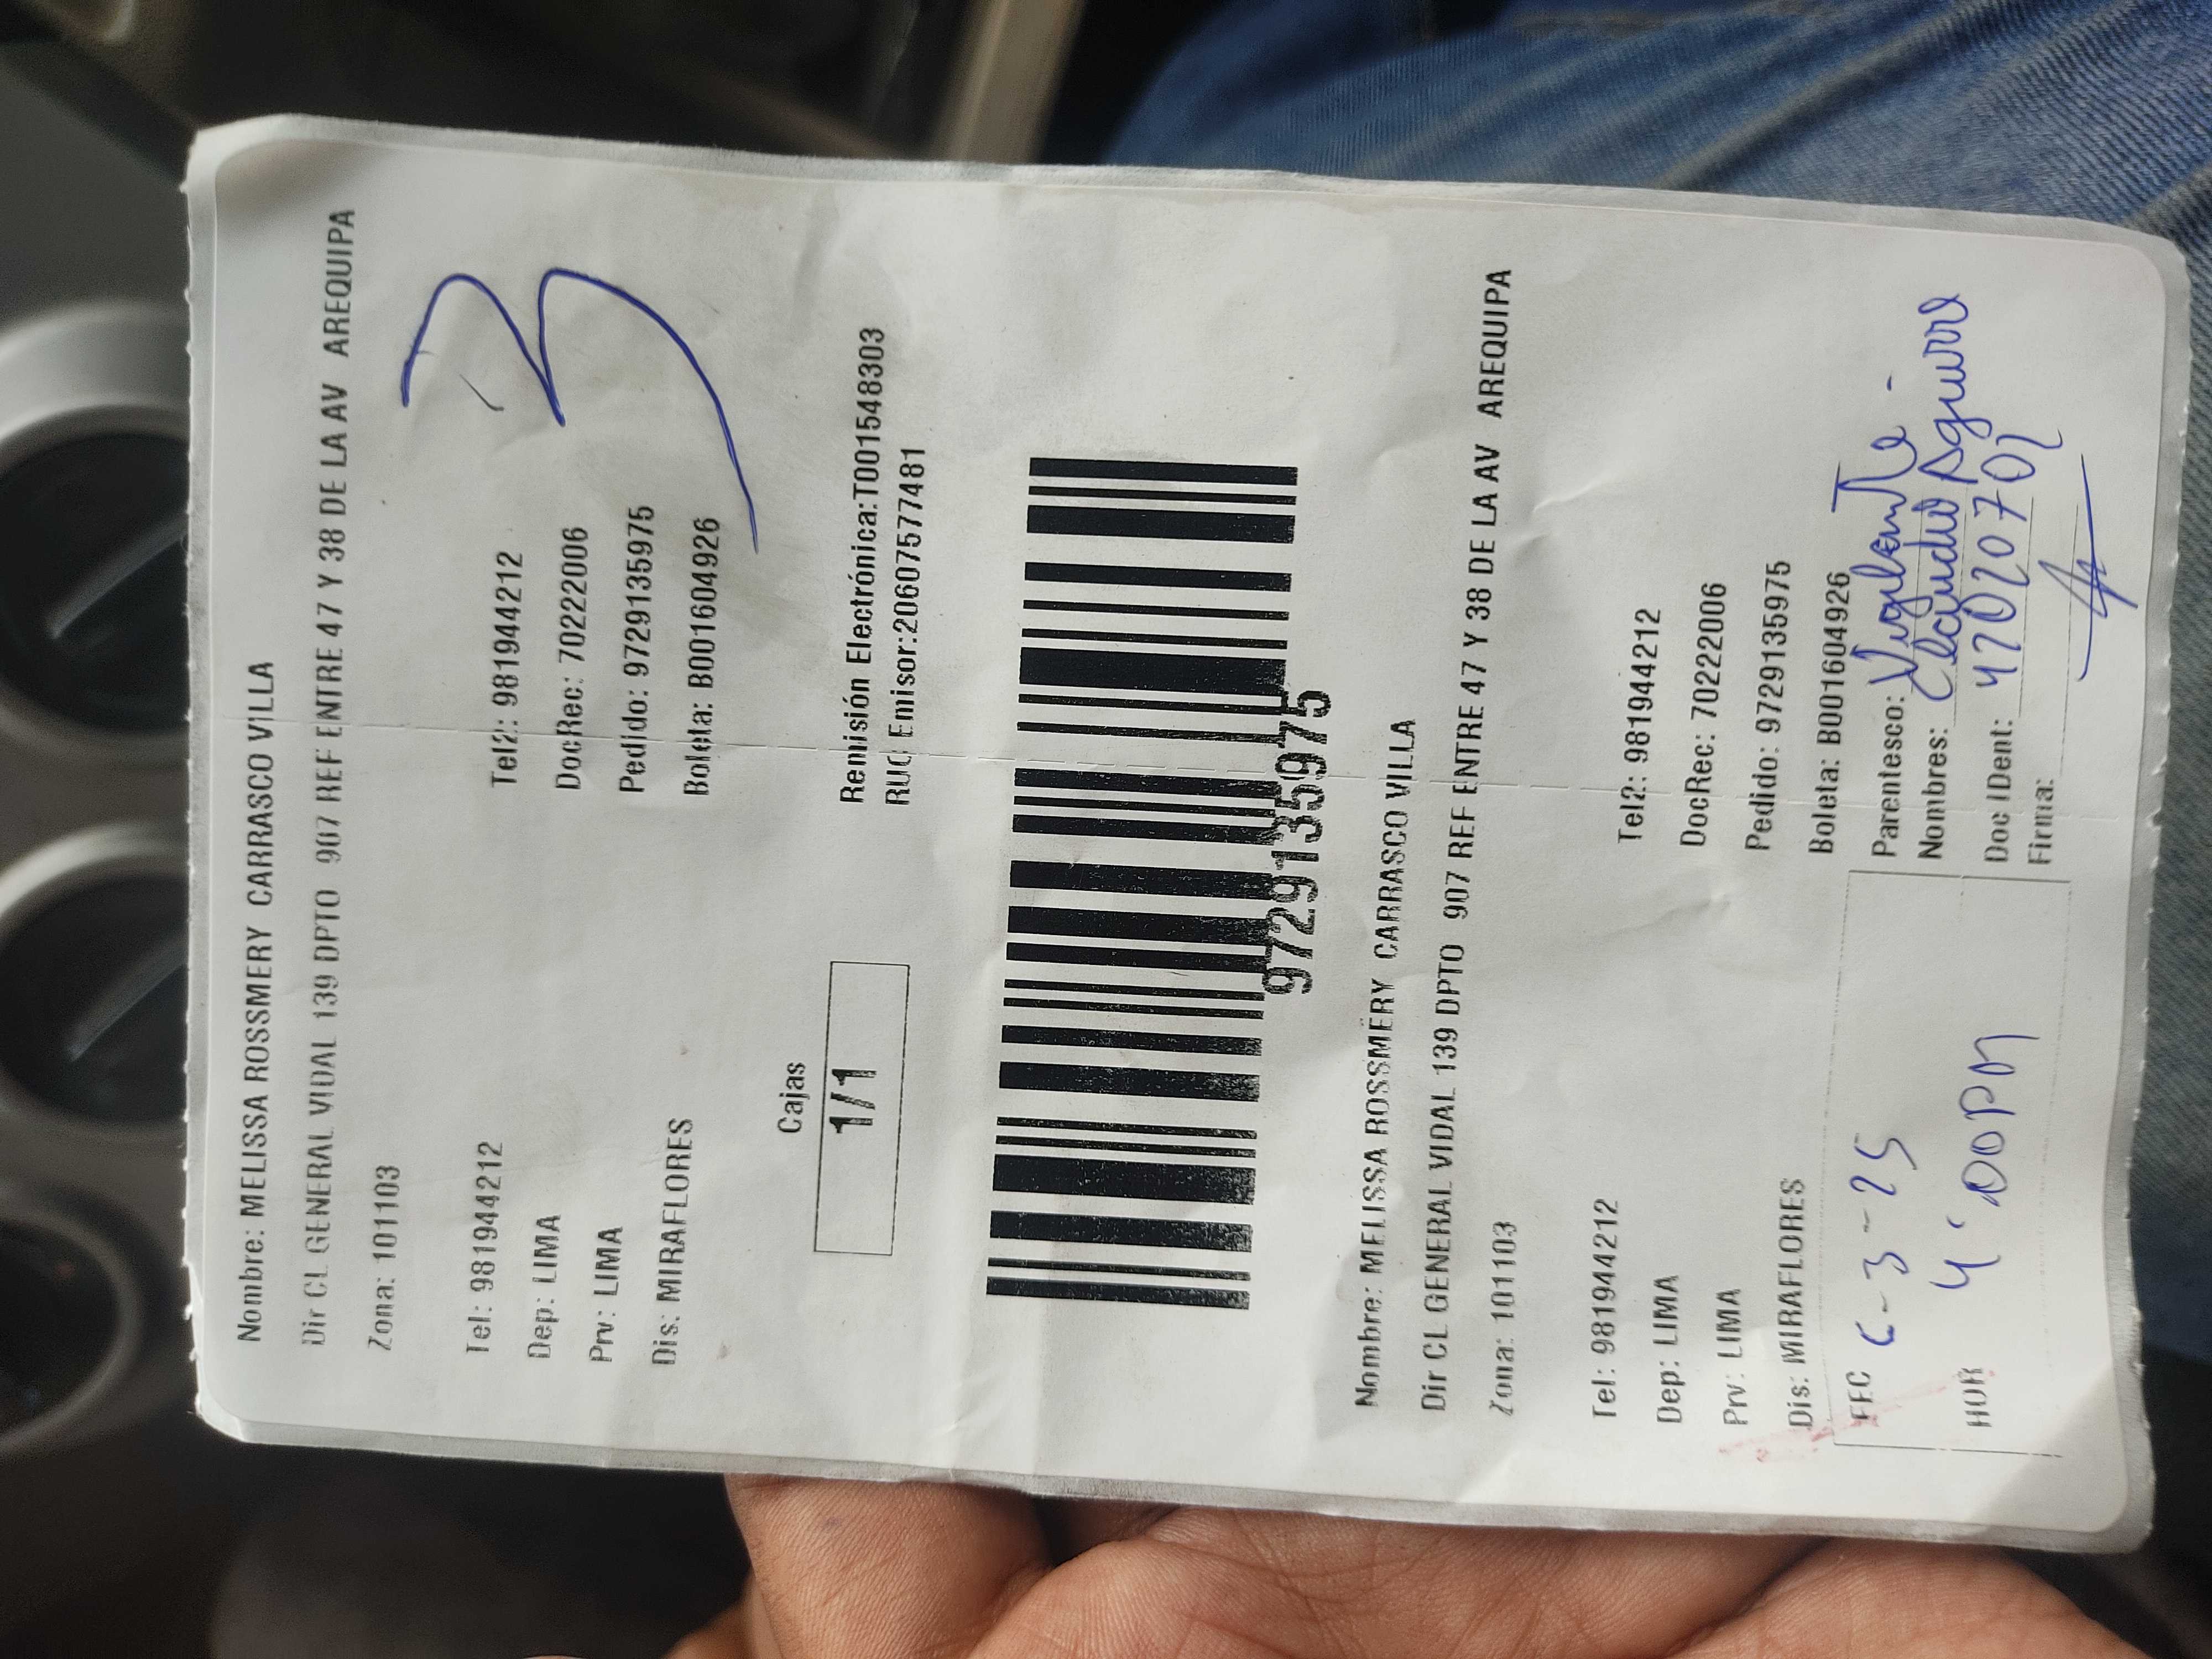 Nombre: MELISSA ROSSMERY CARRASCO VILLA
Dir CL GENERAL VIDAL 139 DPTO 907 REF ENTRE 47 Y 38 DE LA AV AREQUIPA
Zona: 101103
Tel: 981944212 Tel2: 981944212
Dep: LIMA DocRec: 70222006
Prv: LIMA Pedido: 97291135975
Dis: MIRAFLORES Boleta: B001604926
Cajas
1/1
Remisión Electrónica:T001548303
RUC Emisor:20607577481
97291135975
Nombre: MELISSA ROSSMERY CARRASCO VILLA
Dir CL GENERAL VIDAL 139 DPTO 907 REF ENTRE 47 Y 38 DE LA AV AREQUIPA
Zona: 101103
Tel: 981944212 Tel2: 981944212
Dep: LIMA DocRec: 70222006
Prv: LIMA Pedido: 97291135975
Dis: MIRAFLORES Boleta: B001604926
FEC 6-3-25 Parentesco: Vigilante
Nombres: Claudio Aguirre
HOR 4:00PM Doc IDent: 47020702
Firma: